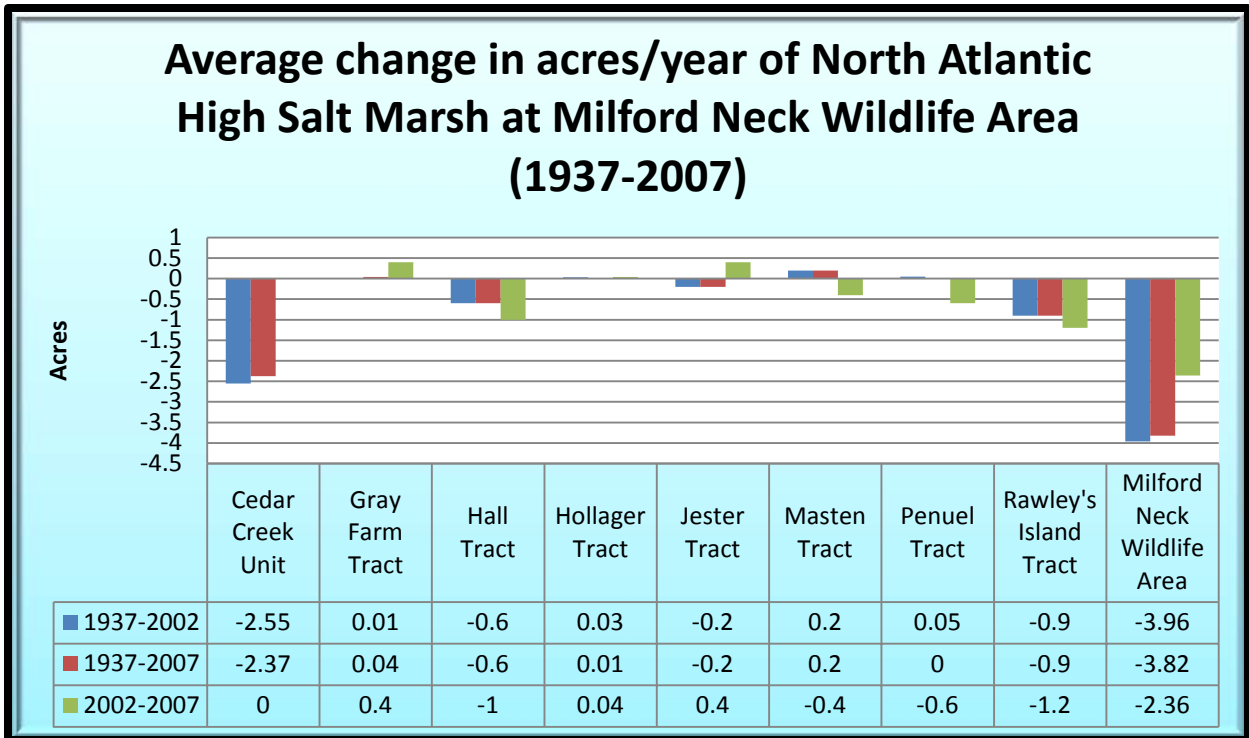 Average change in acres/year of North Atlantic
High Salt Marsh at Milford Neck Wildlife Area
(1937-2007)
Acres
1
0.5
0
-0.5
-1
-1.5
-2
-2.5
-3
-3.5
-4
-4.5
Cedar Creek Unit
Gray Farm Tract
Hall Tract
Hollager Tract
Jester Tract
Masten Tract
Penuel Tract
Rawley's Island Tract
Milford Neck Wildlife Area
1937-2002 -2.55 0.01 -0.6 0.03 -0.2 0.2 0.05 -0.9 -3.96
1937-2007 -2.37 0.04 -0.6 0.01 -0.2 0.2 0 -0.9 -3.82
2002-2007 0 0.4 -1 0.04 0.4 -0.4 -0.6 -1.2 -2.36